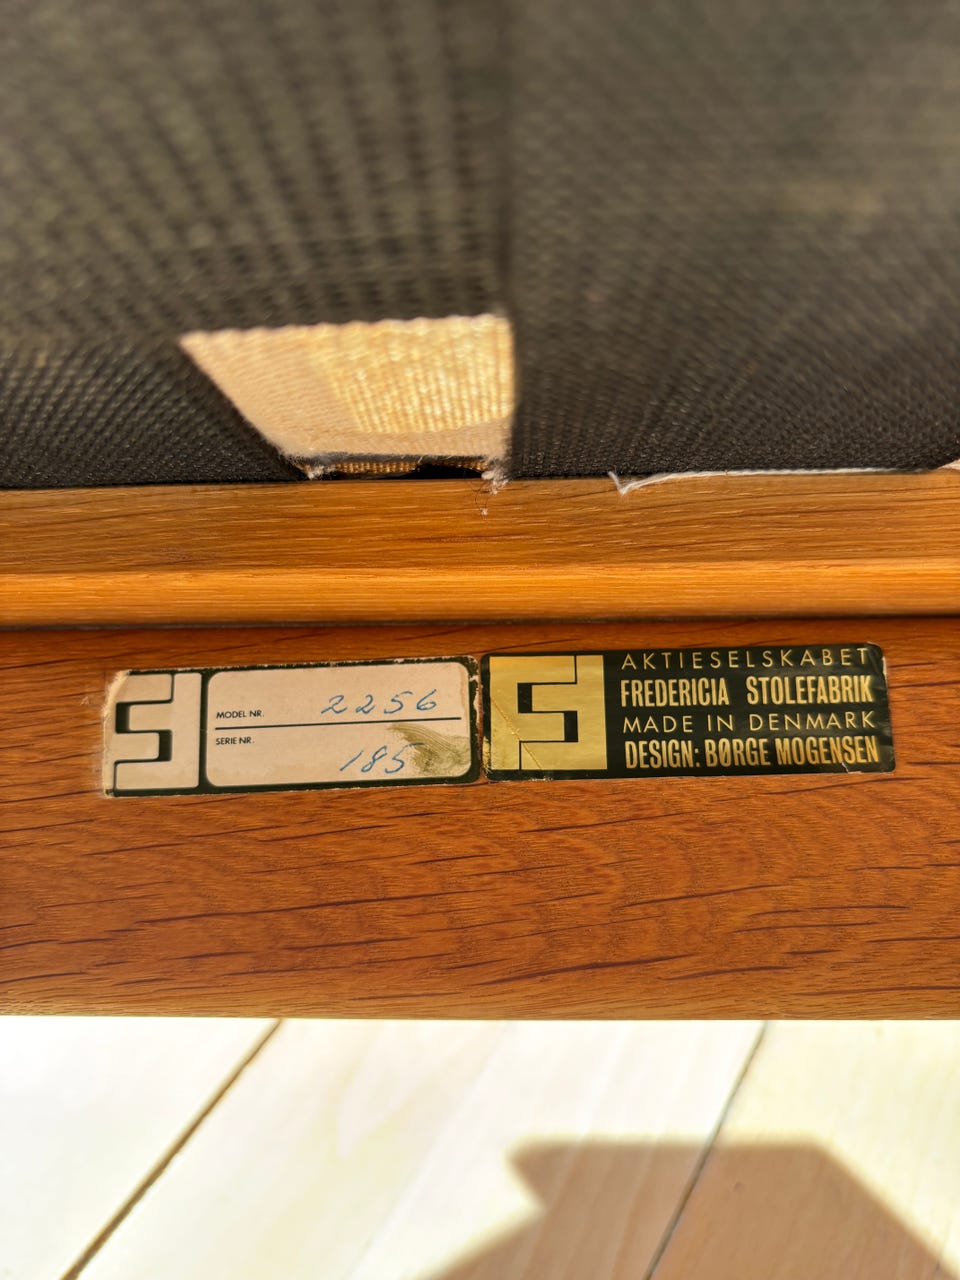 MODEL NR. 2256
SERIE NR. 185
AKTIESELSKABET
FREDERICIA STOLEFABRIK
MADE IN DENMARK
DESIGN: BØRGE MOGENSEN